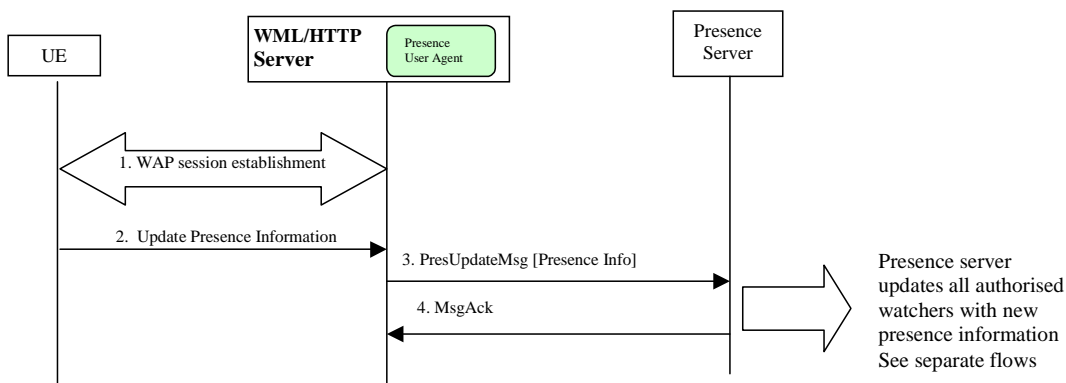 UE
WML/HTTP
Server
Presence
User Agent
Presence
Server
1. WAP session establishment
2. Update Presence Information
3. PresUpdateMsg [Presence Info]
4. MsgAck
Presence server
updates all authorised
watchers with new
presence information
See separate flows